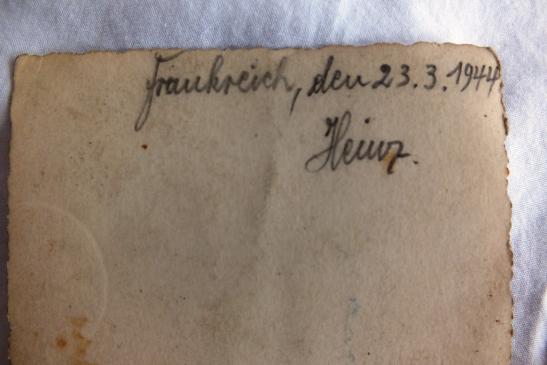 Frankreich, den 23.3.1944
Heinz.